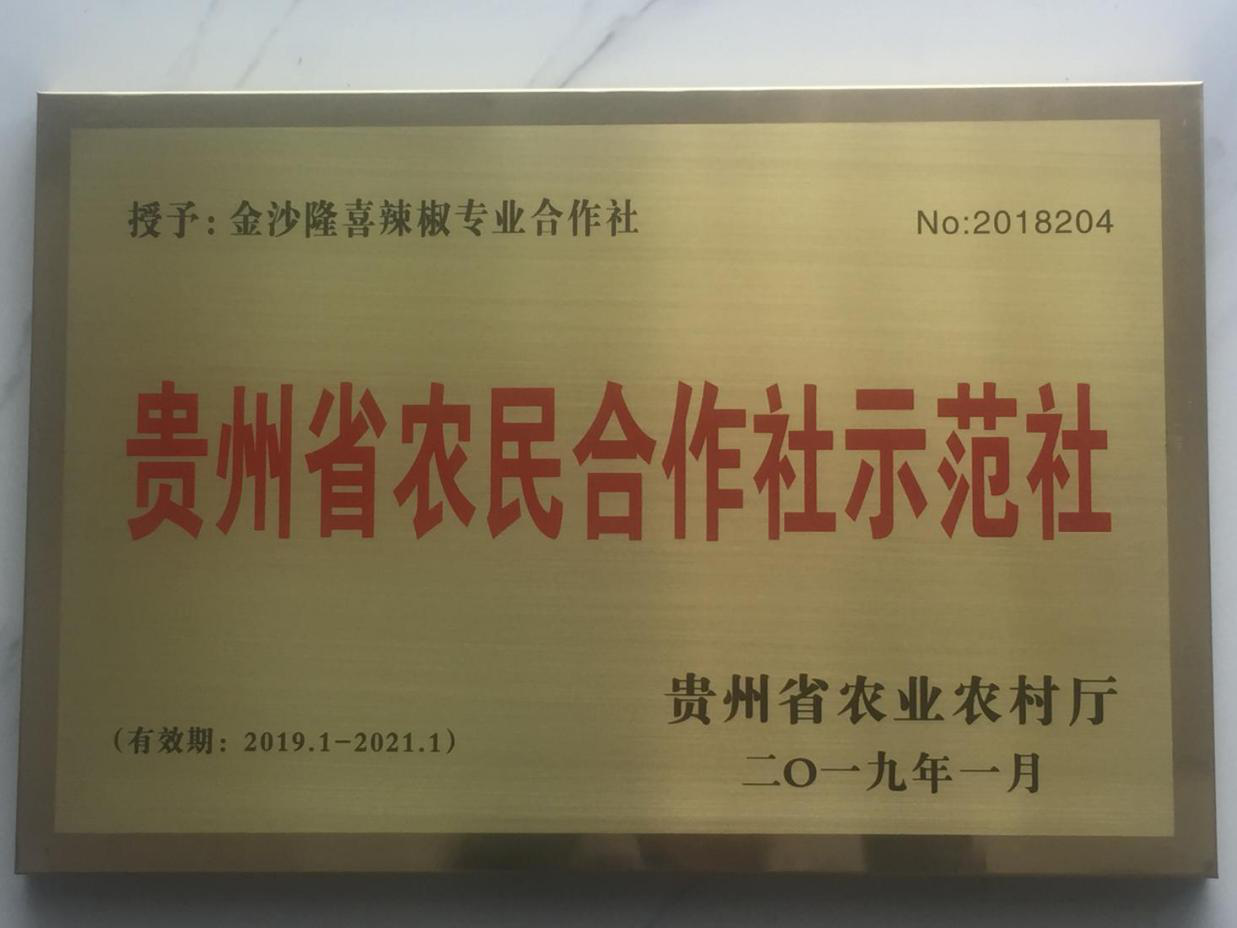 授予：金沙隆喜辣椒专业合作社
No:2018204
贵州省农民合作社示范社
贵州省农业农村厅
（有效期：2019.1-2021.1）
二〇一九年一月